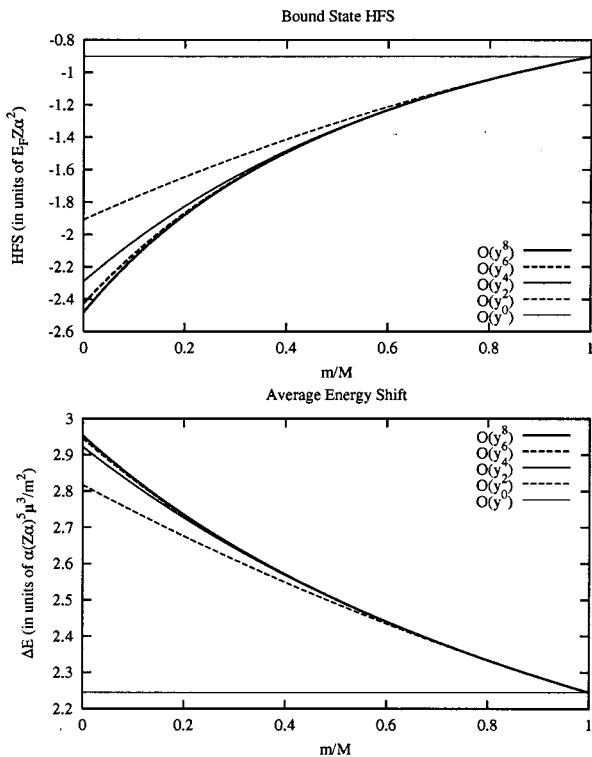 Bound State HFS
-0.8
-1
-1.2
-1.4
-1.6
-1.8
-2
-2.2
-2.4
-2.6
HFS (in units of E_F Zα²)
O(y⁸)
O(y⁶)
O(y⁴)
O(y²)
O(y⁰)
0 0.2 0.4 0.6 0.8 1
m/M
Average Energy Shift
3
2.9
2.8
2.7
2.6
2.5
2.4
2.3
2.2
ΔE (in units of α(Zα)⁵μ³/m²)
O(y⁸)
O(y⁶)
O(y⁴)
O(y²)
O(y⁰)
0 0.2 0.4 0.6 0.8 1
m/M